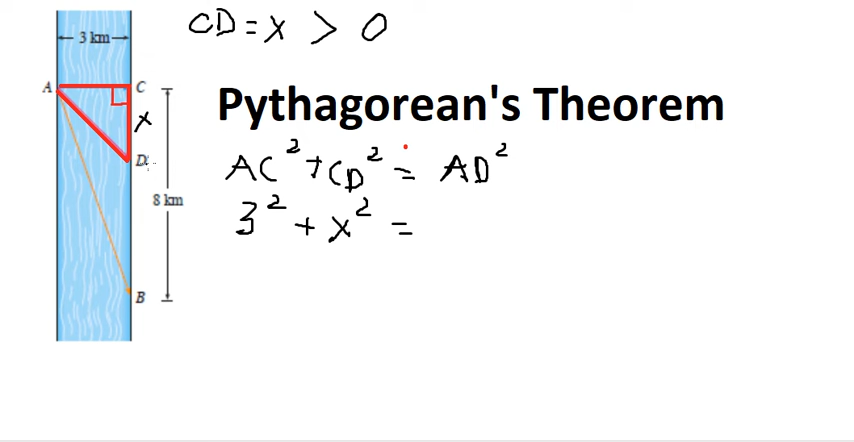 CD = x > 0
3 km
A
C
Pythagorean's Theorem
x
AC² + CD² = AD²
D
8 km
3² + x² =
B